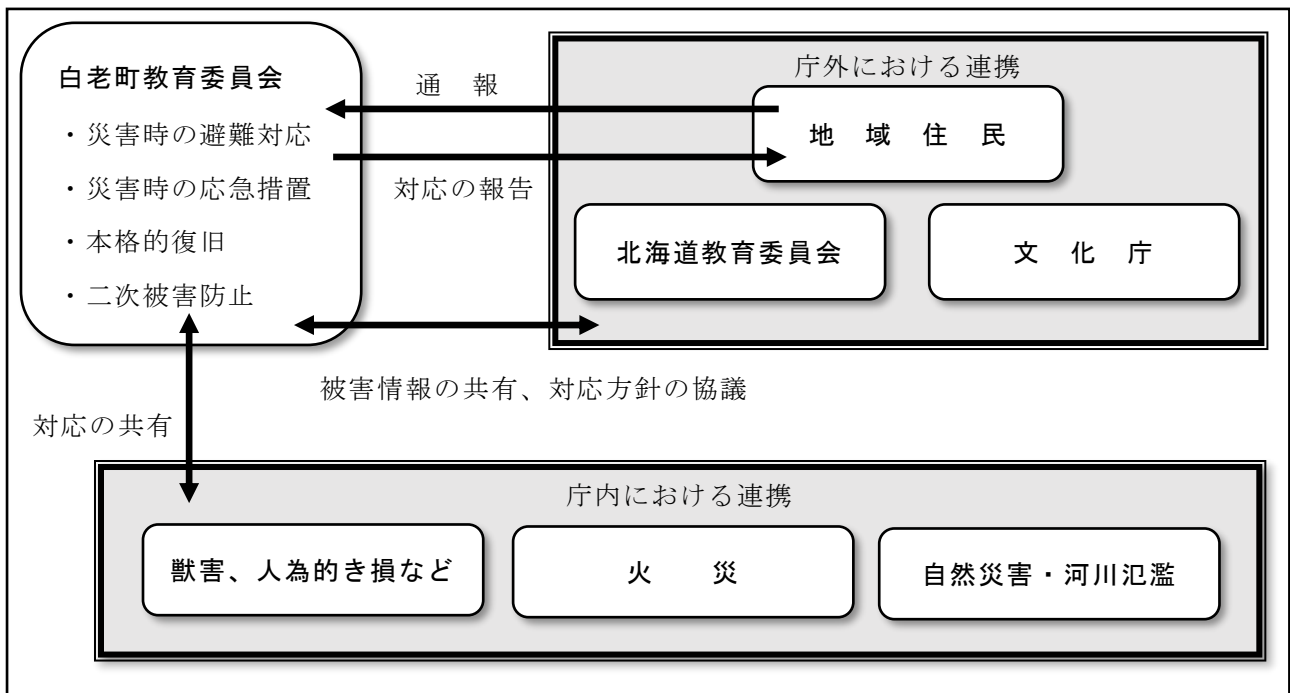 白老町教育委員会
・災害時の避難対応
・災害時の応急措置
・本格的復旧
・二次被害防止
通 報
対応の報告
庁外における連携
地 域 住 民
北海道教育委員会
文 化 庁
被害情報の共有、対応方針の協議
対応の共有
庁内における連携
獣害、人為的き損など
火 災
自然災害・河川氾濫